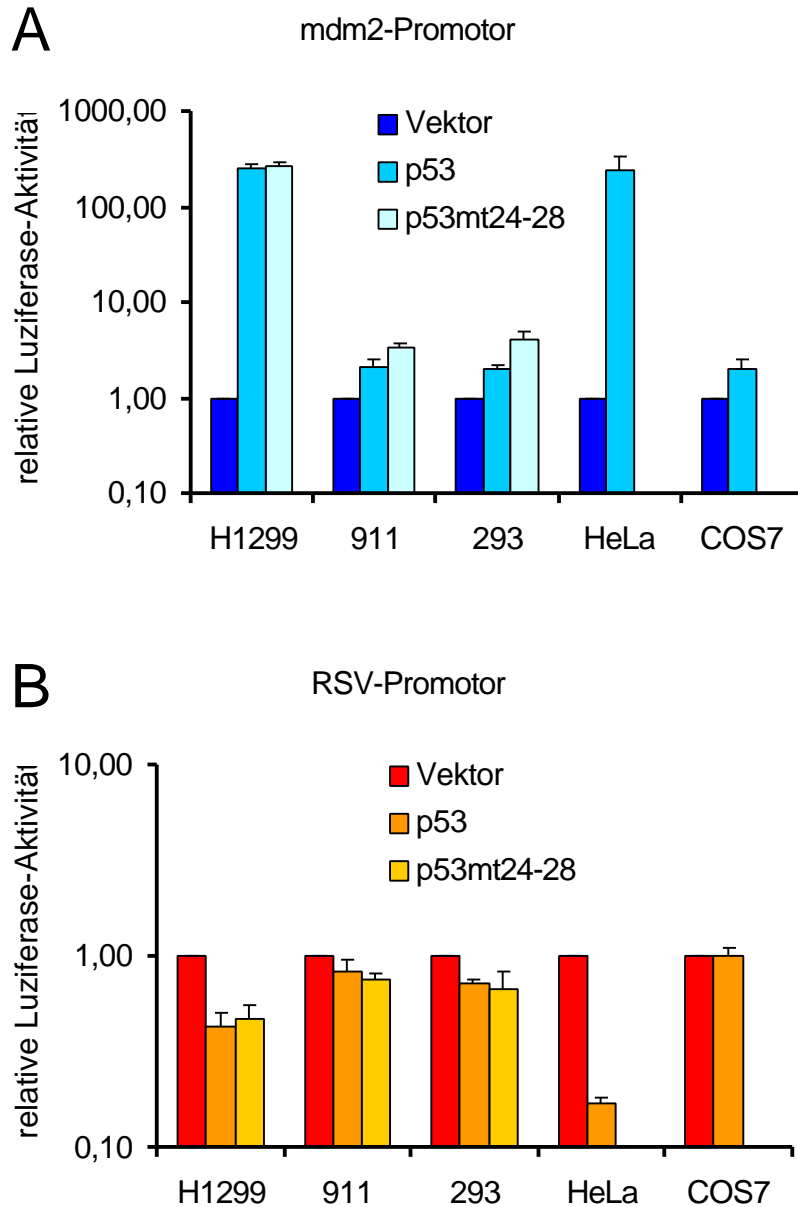 A
mdm2-Promotor
relative Luziferase-Aktivität
1000,00
100,00
10,00
1,00
0,10
Vektor
p53
p53mt24-28
H1299 911 293 HeLa COS7
B
RSV-Promotor
relative Luziferase-Aktivität
10,00
1,00
0,10
Vektor
p53
p53mt24-28
H1299 911 293 HeLa COS7